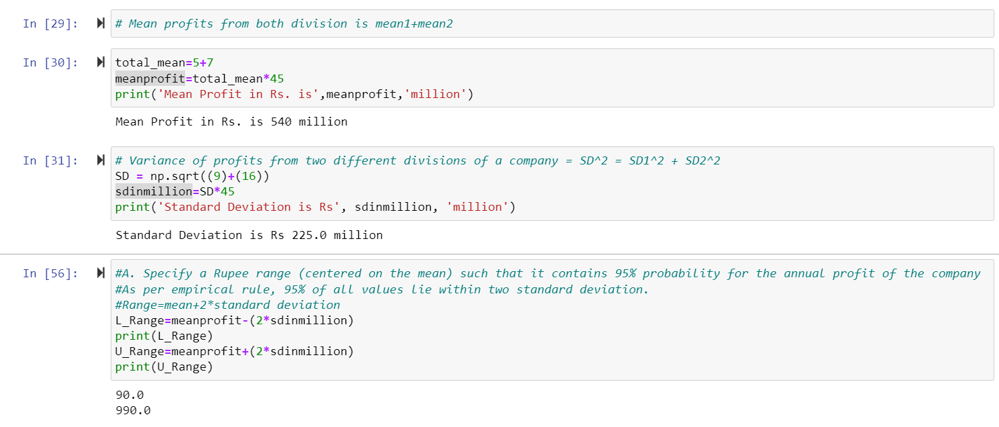 In [29]: # Mean profits from both division is mean1+mean2
In [30]: total_mean=5+7
meanprofit=total_mean*45
print('Mean Profit in Rs. is',meanprofit,'million')
Mean Profit in Rs. is 540 million
In [31]: # Variance of profits from two different divisions of a company = SD^2 = SD1^2 + SD2^2
SD = np.sqrt((9)+(16))
sdinmillion=SD*45
print('Standard Deviation is Rs', sdinmillion, 'million')
Standard Deviation is Rs 225.0 million
In [56]: #A. Specify a Rupee range (centered on the mean) such that it contains 95% probability for the annual profit of the company
#As per empirical rule, 95% of all values lie within two standard deviation.
#Range=mean+2*standard deviation
L_Range=meanprofit-(2*sdinmillion)
print(L_Range)
U_Range=meanprofit+(2*sdinmillion)
print(U_Range)
90.0
990.0